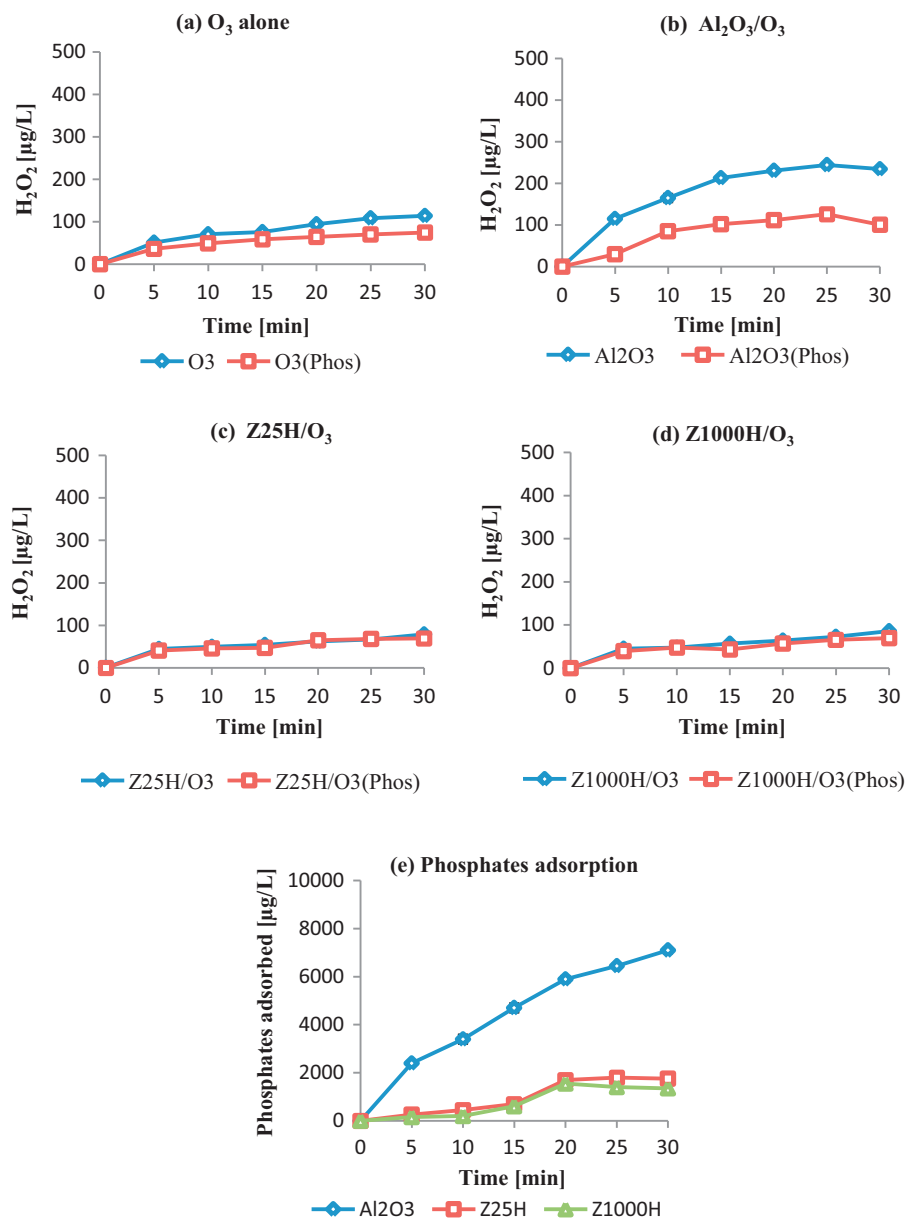 (a) O₃ alone
H₂O₂ [µg/L]
500
400
300
200
100
0
0 5 10 15 20 25 30
Time [min]
O3 O3(Phos)
(b) Al₂O₃/O₃
H₂O₂ [µg/L]
500
400
300
200
100
0
0 5 10 15 20 25 30
Time [min]
Al2O3 Al2O3(Phos)
(c) Z25H/O₃
H₂O₂ [µg/L]
500
400
300
200
100
0
0 5 10 15 20 25 30
Time [min]
Z25H/O3 Z25H/O3(Phos)
(d) Z1000H/O₃
H₂O₂ [µg/L]
500
400
300
200
100
0
0 5 10 15 20 25 30
Time [min]
Z1000H/O3 Z1000H/O3(Phos)
(e) Phosphates adsorption
Phosphates adsorbed [µg/L]
10000
8000
6000
4000
2000
0
0 5 10 15 20 25 30
Time [min]
Al2O3 Z25H Z1000H